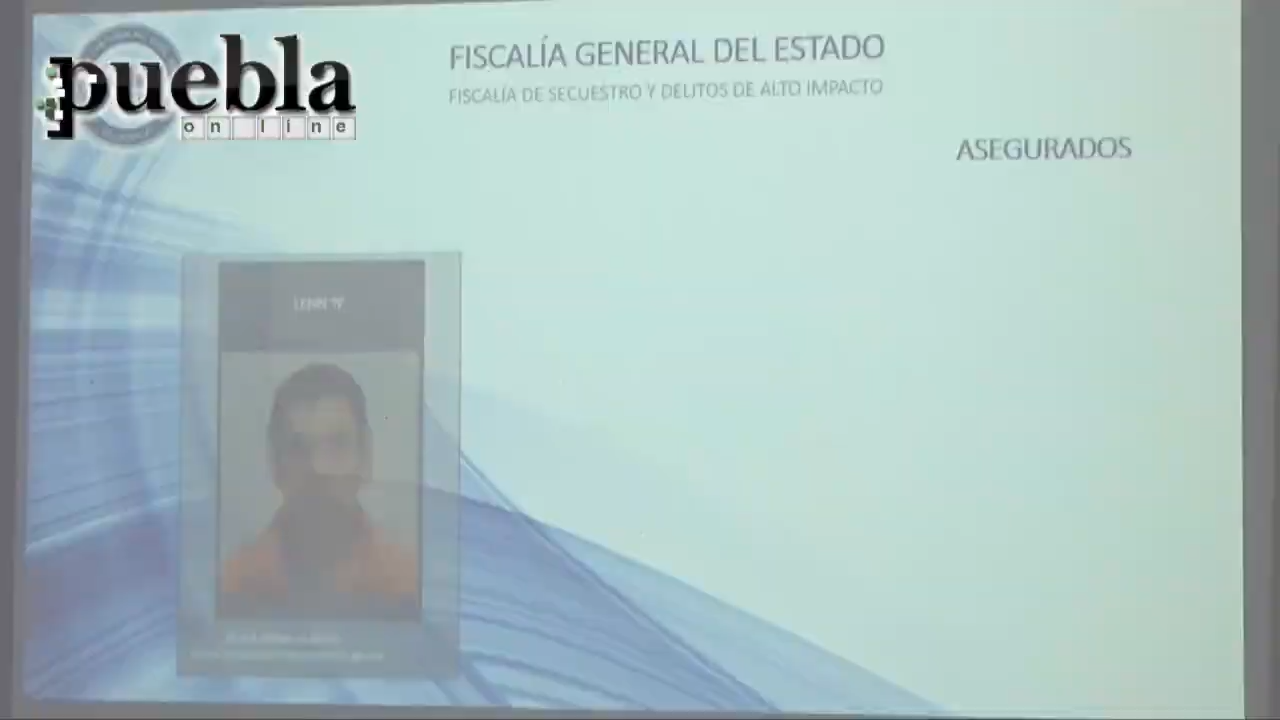 puebla
on line
FISCALÍA GENERAL DEL ESTADO
FISCALÍA DE SECUESTRO Y DELITOS DE ALTO IMPACTO
ASEGURADOS